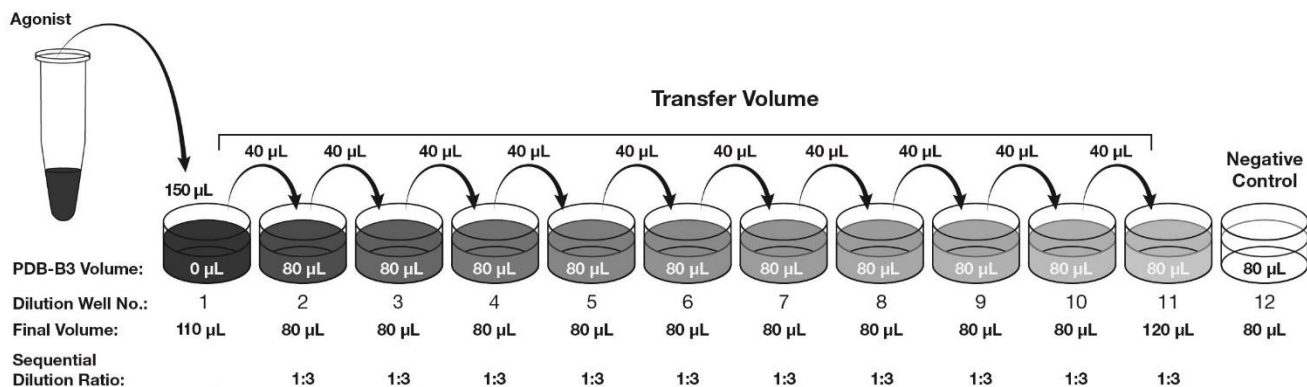 Agonist
Transfer Volume
40 µL 40 µL 40 µL 40 µL 40 µL 40 µL 40 µL 40 µL 40 µL 40 µL
Negative
Control
150 µL
PDB-B3 Volume: 0 µL 80 µL 80 µL 80 µL 80 µL 80 µL 80 µL 80 µL 80 µL 80 µL 80 µL 80 µL
Dilution Well No.: 1 2 3 4 5 6 7 8 9 10 11 12
Final Volume: 110 µL 80 µL 80 µL 80 µL 80 µL 80 µL 80 µL 80 µL 80 µL 80 µL 120 µL 80 µL
Sequential
Dilution Ratio: 1:3 1:3 1:3 1:3 1:3 1:3 1:3 1:3 1:3 1:3